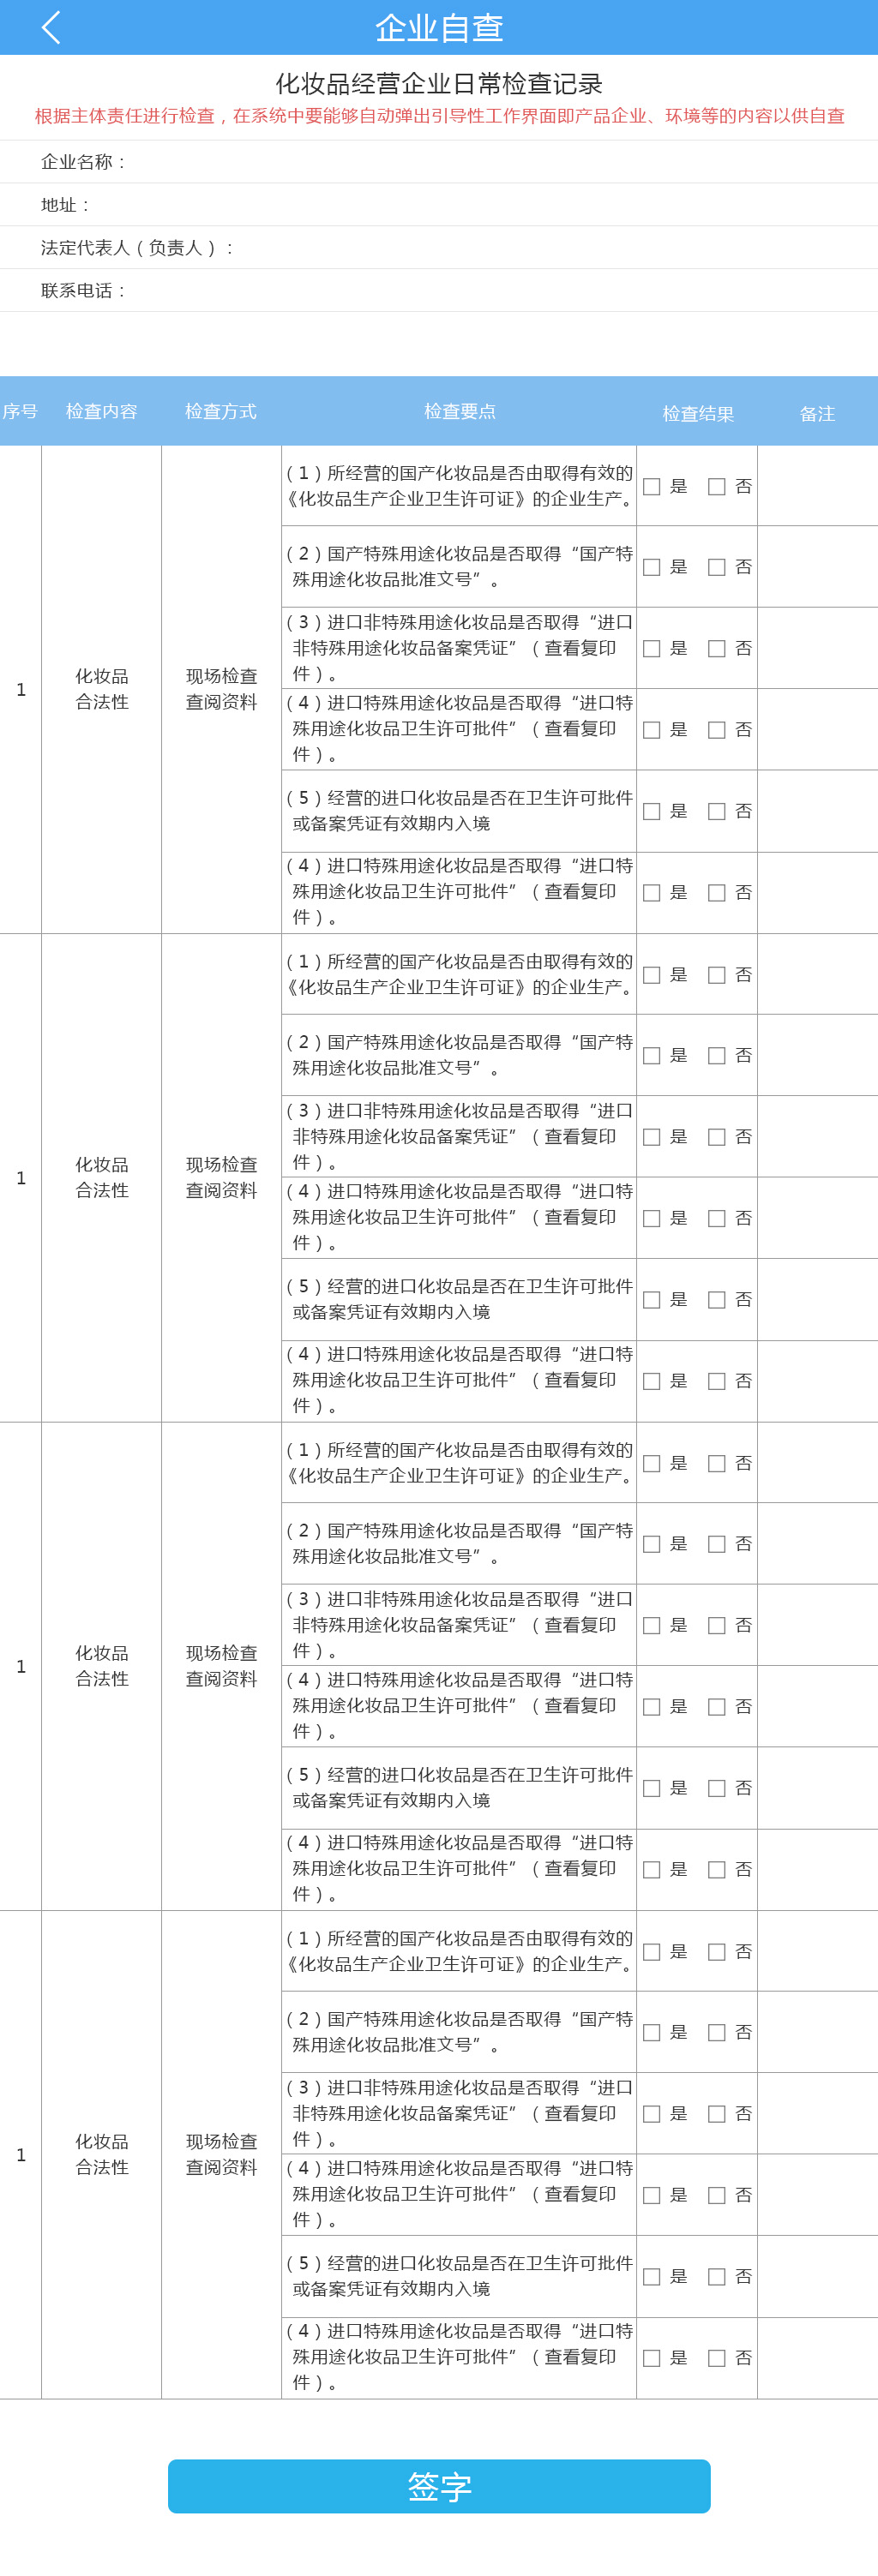 企业自查
化妆品经营企业日常检查记录
根据主体责任进行检查，在系统中要能够自动弹出引导性工作界面即产品企业、环境等的内容以供自查
企业名称：
地址：
法定代表人（负责人）：
联系电话：
序号 检查内容 检查方式 检查要点 检查结果 备注
（1）所经营的国产化妆品是否由取得有效的
《化妆品生产企业卫生许可证》的企业生产。
是 否
（2）国产特殊用途化妆品是否取得“国产特
殊用途化妆品批准文号”。
是 否
（3）进口非特殊用途化妆品是否取得“进口
非特殊用途化妆品备案凭证”（查看复印
件）。
是 否
1
化妆品
合法性
现场检查
查阅资料
（4）进口特殊用途化妆品是否取得“进口特
殊用途化妆品卫生许可批件”（查看复印
件）。
是 否
（5）经营的进口化妆品是否在卫生许可批件
或备案凭证有效期内入境
是 否
（4）进口特殊用途化妆品是否取得“进口特
殊用途化妆品卫生许可批件”（查看复印
件）。
是 否
（1）所经营的国产化妆品是否由取得有效的
《化妆品生产企业卫生许可证》的企业生产。
是 否
（2）国产特殊用途化妆品是否取得“国产特
殊用途化妆品批准文号”。
是 否
（3）进口非特殊用途化妆品是否取得“进口
非特殊用途化妆品备案凭证”（查看复印
件）。
是 否
1
化妆品
合法性
现场检查
查阅资料
（4）进口特殊用途化妆品是否取得“进口特
殊用途化妆品卫生许可批件”（查看复印
件）。
是 否
（5）经营的进口化妆品是否在卫生许可批件
或备案凭证有效期内入境
是 否
（4）进口特殊用途化妆品是否取得“进口特
殊用途化妆品卫生许可批件”（查看复印
件）。
是 否
（1）所经营的国产化妆品是否由取得有效的
《化妆品生产企业卫生许可证》的企业生产。
是 否
（2）国产特殊用途化妆品是否取得“国产特
殊用途化妆品批准文号”。
是 否
（3）进口非特殊用途化妆品是否取得“进口
非特殊用途化妆品备案凭证”（查看复印
件）。
是 否
1
化妆品
合法性
现场检查
查阅资料
（4）进口特殊用途化妆品是否取得“进口特
殊用途化妆品卫生许可批件”（查看复印
件）。
是 否
（5）经营的进口化妆品是否在卫生许可批件
或备案凭证有效期内入境
是 否
（4）进口特殊用途化妆品是否取得“进口特
殊用途化妆品卫生许可批件”（查看复印
件）。
是 否
（1）所经营的国产化妆品是否由取得有效的
《化妆品生产企业卫生许可证》的企业生产。
是 否
（2）国产特殊用途化妆品是否取得“国产特
殊用途化妆品批准文号”。
是 否
（3）进口非特殊用途化妆品是否取得“进口
非特殊用途化妆品备案凭证”（查看复印
件）。
是 否
1
化妆品
合法性
现场检查
查阅资料
（4）进口特殊用途化妆品是否取得“进口特
殊用途化妆品卫生许可批件”（查看复印
件）。
是 否
（5）经营的进口化妆品是否在卫生许可批件
或备案凭证有效期内入境
是 否
（4）进口特殊用途化妆品是否取得“进口特
殊用途化妆品卫生许可批件”（查看复印
件）。
是 否
签字